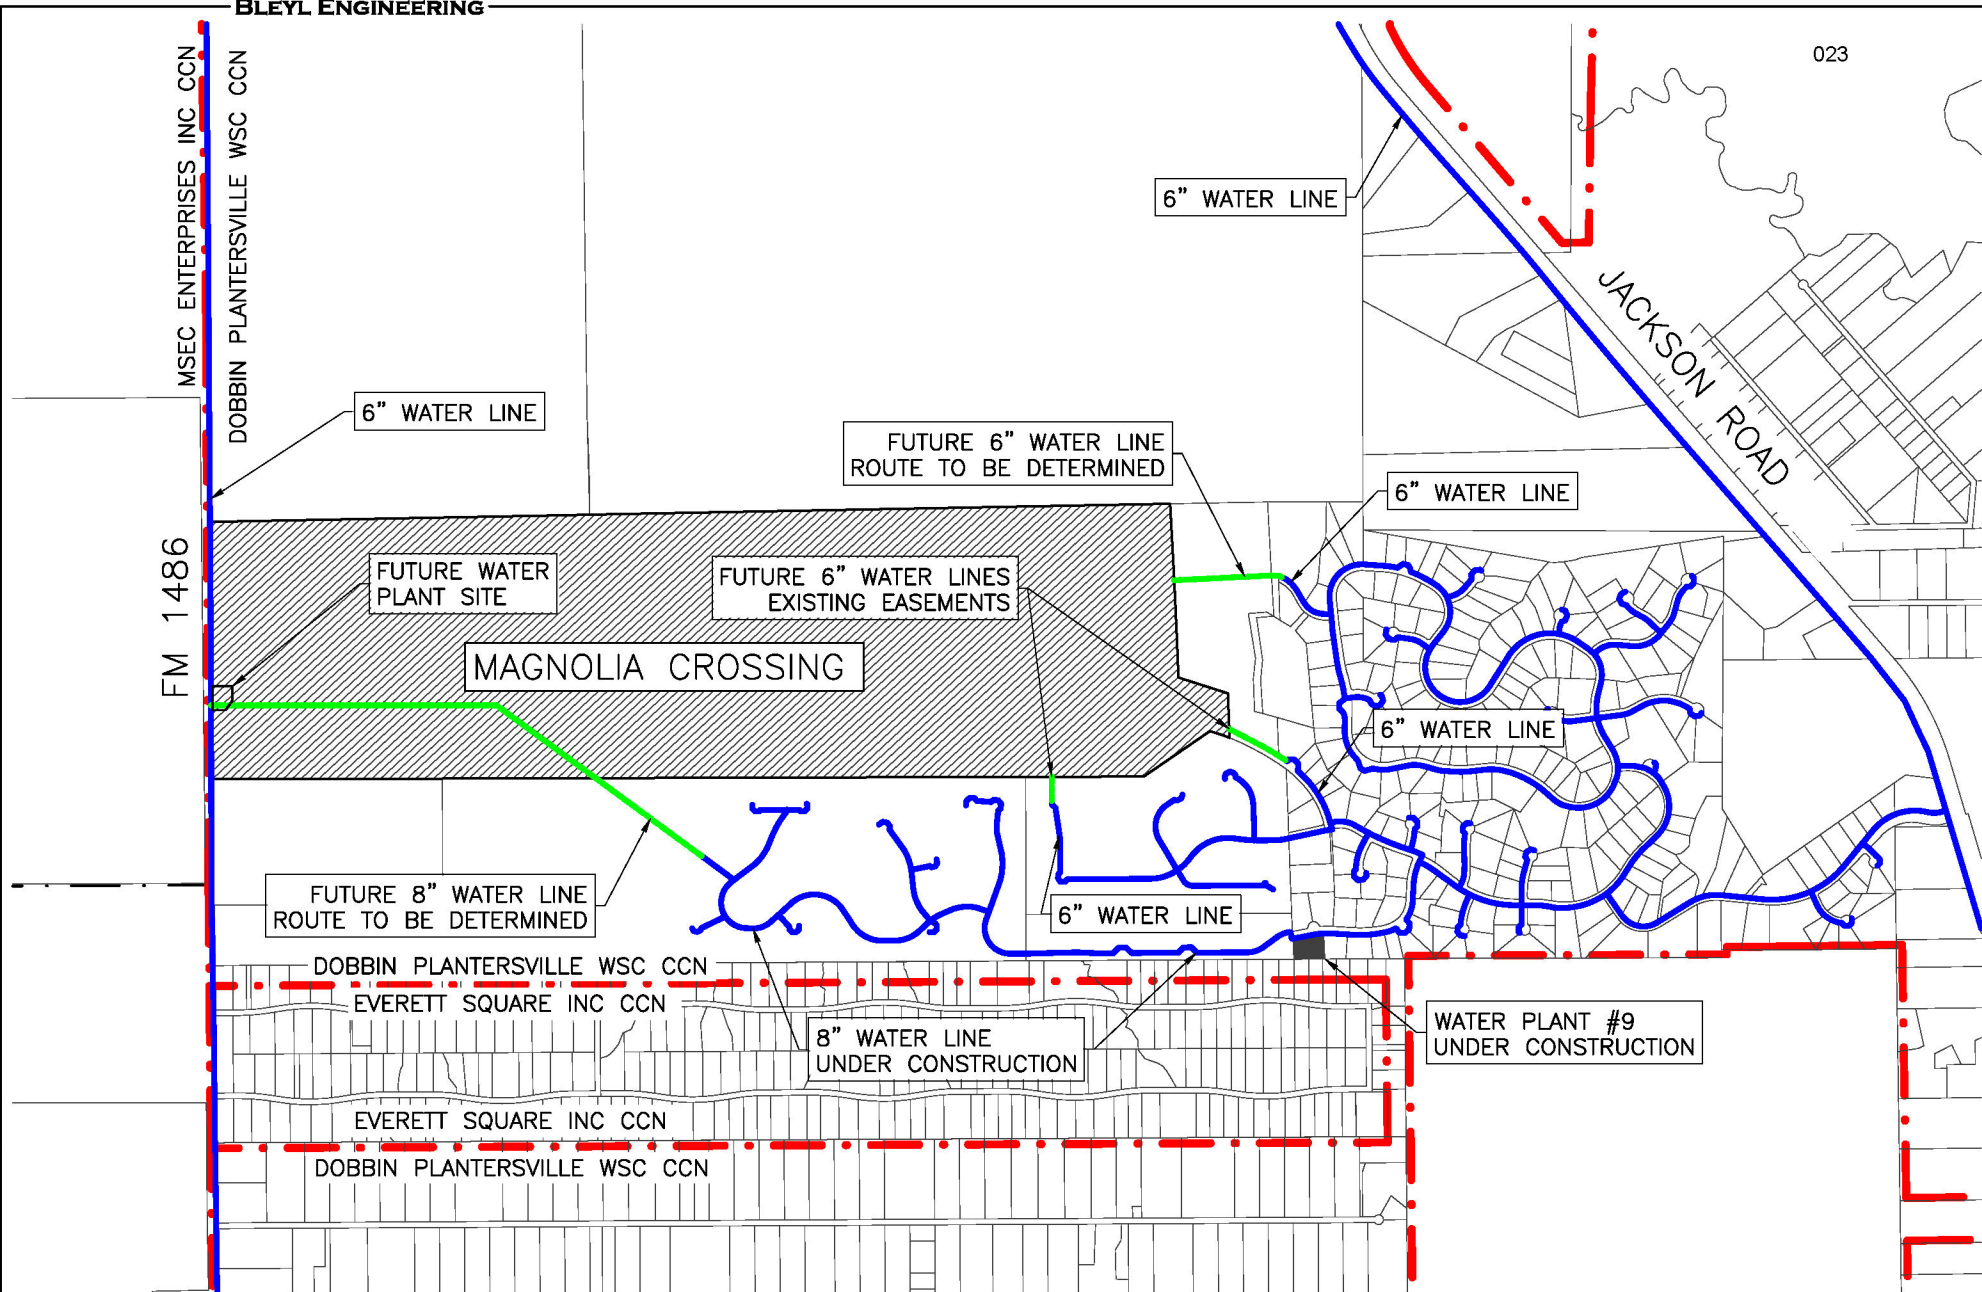 BLEYL ENGINEERING
023
MSEC ENTERPRISES INC CCN
DOBBIN PLANTERSVILLE WSC CCN
6” WATER LINE
JACKSON ROAD
6” WATER LINE
FUTURE 6” WATER LINE
ROUTE TO BE DETERMINED
6” WATER LINE
FM 1486
FUTURE WATER
PLANT SITE
FUTURE 6” WATER LINES
EXISTING EASEMENTS
MAGNOLIA CROSSING
6” WATER LINE
FUTURE 8” WATER LINE
ROUTE TO BE DETERMINED
6” WATER LINE
DOBBIN PLANTERSVILLE WSC CCN
EVERETT SQUARE INC CCN
8” WATER LINE
UNDER CONSTRUCTION
WATER PLANT #9
UNDER CONSTRUCTION
EVERETT SQUARE INC CCN
DOBBIN PLANTERSVILLE WSC CCN